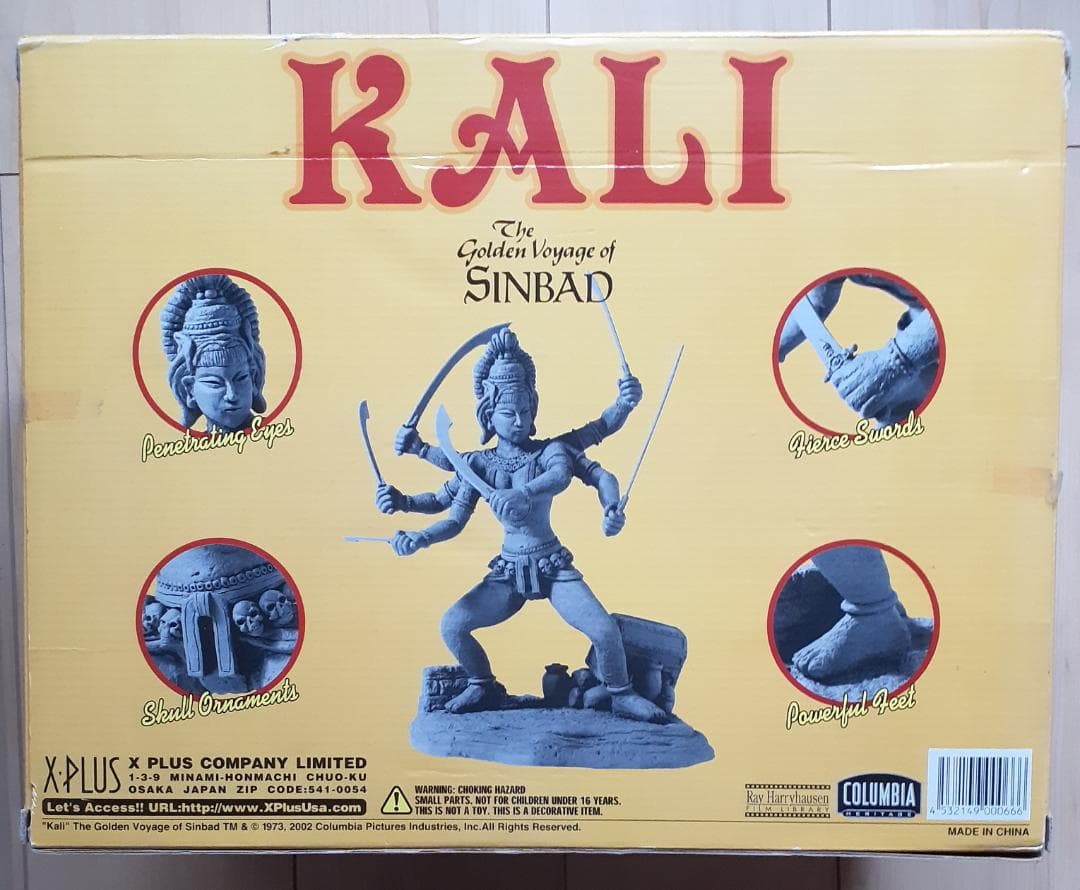 KALI
The
Golden Voyage of
SINBAD
Penetrating Eyes
Fierce Swords
Skull Ornaments
Powerful Feet
X·PLUS
X PLUS COMPANY LIMITED
1-3-9 MINAMI-HONMACHI CHUO-KU
OSAKA JAPAN ZIP CODE:541-0054
Let's Access!! URL:http://www.XPlusUsa.com
WARNING: CHOKING HAZARD
SMALL PARTS. NOT FOR CHILDREN UNDER 16 YEARS.
THIS IS NOT A TOY. THIS IS A DECORATIVE ITEM.
Ray Harryhausen
FILM LIBRARY
COLUMBIA
HERITAGE
4 532149 000666
"Kali" The Golden Voyage of Sinbad TM & © 1973, 2002 Columbia Pictures Industries, Inc.All Rights Reserved.
MADE IN CHINA